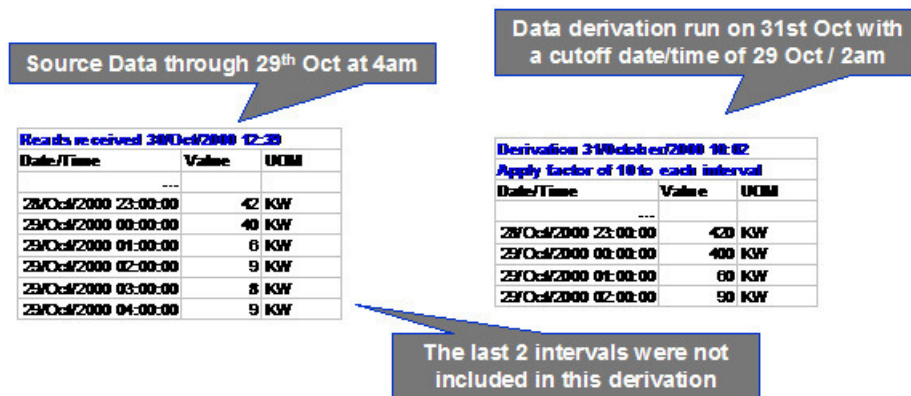 Source Data through 29th Oct at 4am
Data derivation run on 31st Oct with
a cutoff date/time of 29 Oct / 2am
Reads received 30/Oct/2000 12:39
Date/Time Value UOM
...
28/Oct/2000 23:00:00 42 KW
29/Oct/2000 00:00:00 40 KW
29/Oct/2000 01:00:00 6 KW
29/Oct/2000 02:00:00 9 KW
29/Oct/2000 03:00:00 8 KW
29/Oct/2000 04:00:00 9 KW
Derivation 31/October/2000 10:02
Apply factor of 10 to each interval
Date/Time Value UOM
...
28/Oct/2000 23:00:00 420 KW
29/Oct/2000 00:00:00 400 KW
29/Oct/2000 01:00:00 60 KW
29/Oct/2000 02:00:00 90 KW
The last 2 intervals were not
included in this derivation